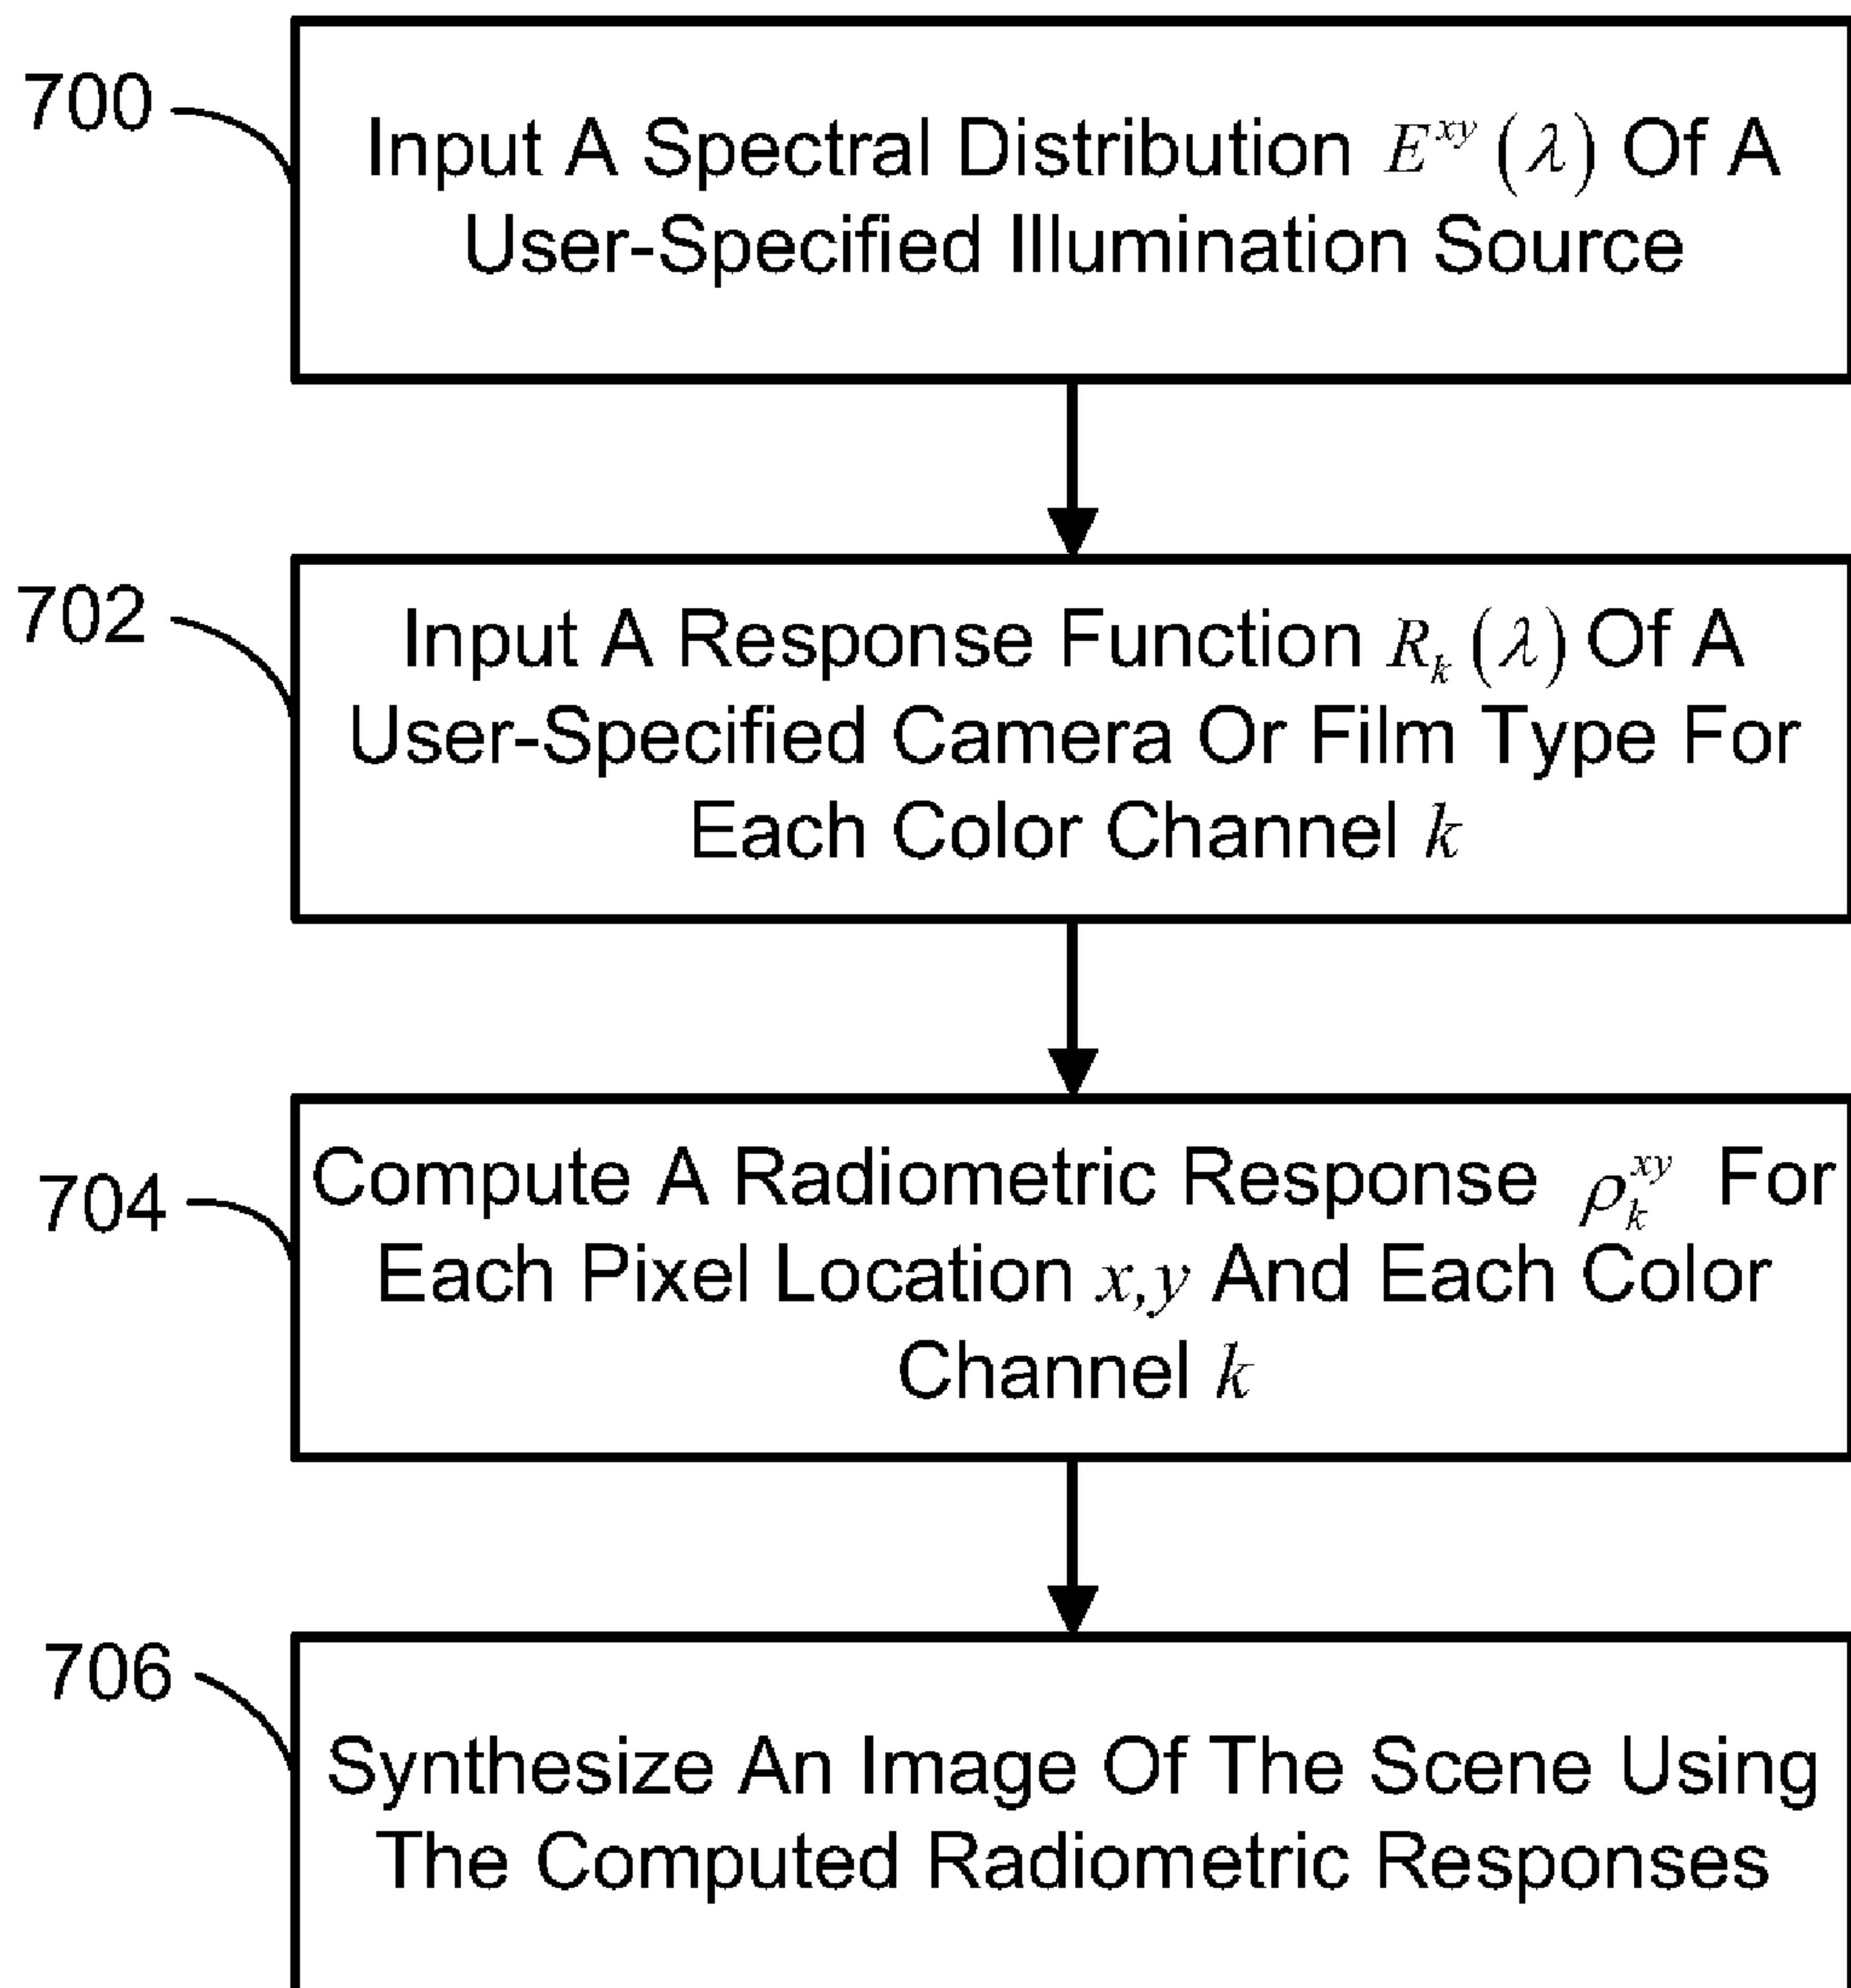 700
Input A Spectral Distribution E^{xy}(λ) Of A
User-Specified Illumination Source
702
Input A Response Function R_k(λ) Of A
User-Specified Camera Or Film Type For
Each Color Channel k
704
Compute A Radiometric Response ρ_k^{xy} For
Each Pixel Location x,y And Each Color
Channel k
706
Synthesize An Image Of The Scene Using
The Computed Radiometric Responses